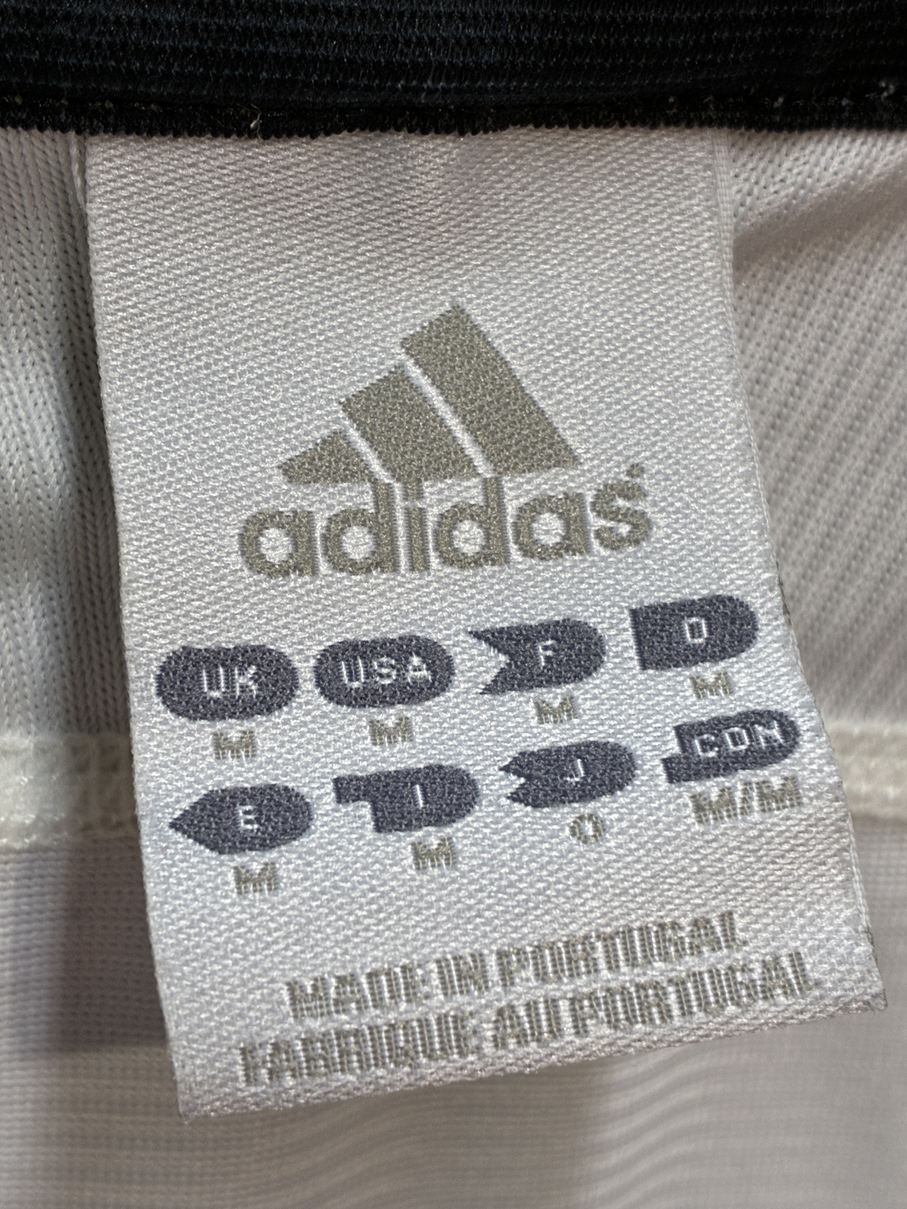 adidas
UK USA F D
M M M M
E I J CDN
M M O M/M
MADE IN PORTUGAL
FABRIQUE AU PORTUGAL